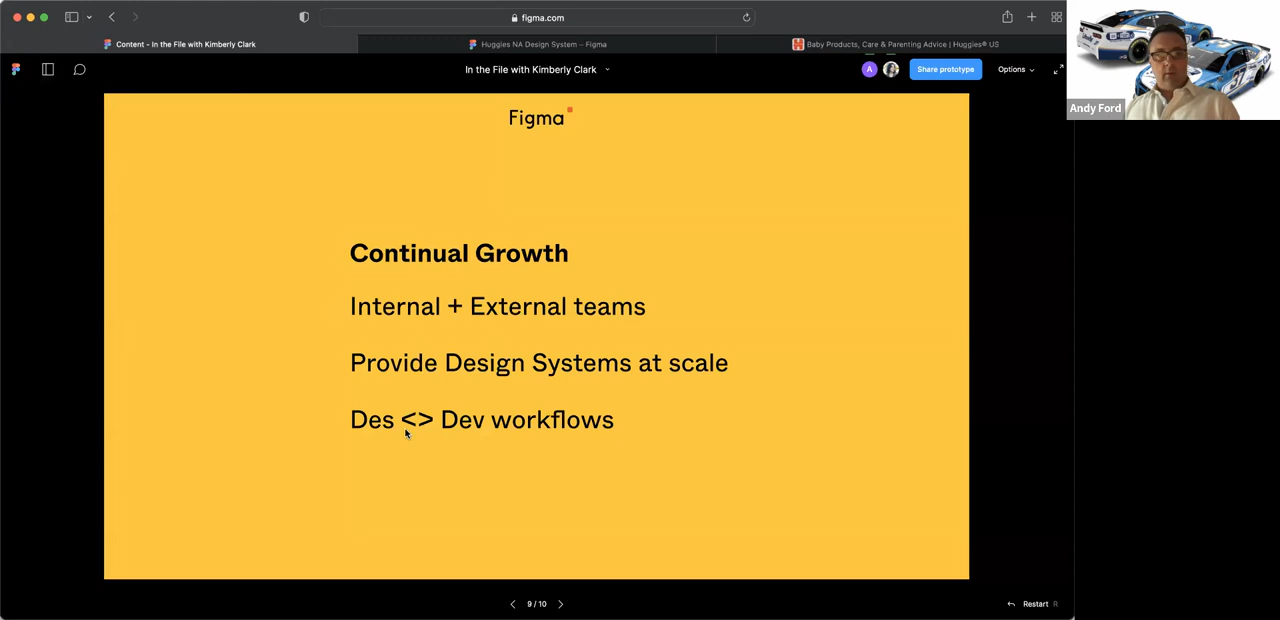 figma.com
Content - In the File with Kimberly Clark
Huggies NA Design System – Figma
Baby Products, Care & Parenting Advice | Huggies® US
In the File with Kimberly Clark
A
Share prototype
Options
Andy Ford
Figma
Continual Growth
Internal + External teams
Provide Design Systems at scale
Des <> Dev workflows
9 / 10
Restart R